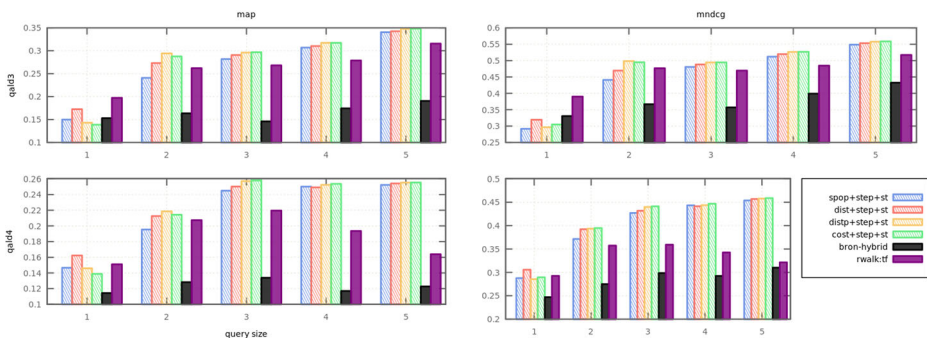 map
mndcg
0.35
0.3
0.25
0.2
0.15
0.1
qald3
1 2 3 4 5
0.6
0.55
0.5
0.45
0.4
0.35
0.3
0.25
1 2 3 4 5
0.26
0.24
0.22
0.2
0.18
0.16
0.14
0.12
0.1
qald4
1 2 3 4 5
query size
0.5
0.45
0.4
0.35
0.3
0.25
0.2
1 2 3 4 5
spop+step+st
dist+step+st
distp+step+st
cost+step+st
bron-hybrid
rwalk:tf